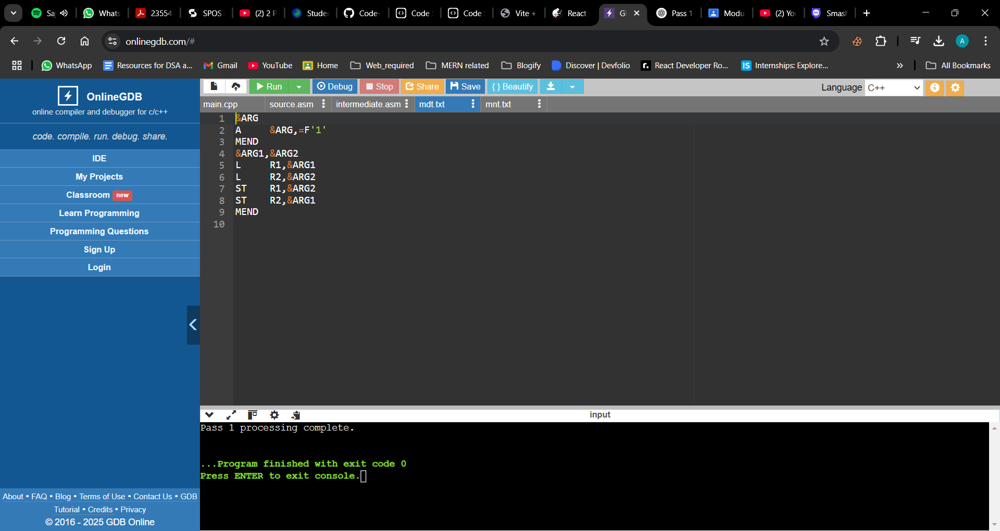 Sa Whats 23554 SPOS (2) 2 P Studer Code- Code Code Vite + React G Pass 1 Modu (2) Yo Smash
onlinegdb.com/#
A
WhatsApp Resources for DSA a... Gmail YouTube Home Web_required MERN related Blogify Discover | Devfolio r. React Developer Ro... IS Internships: Explore... » All Bookmarks
OnlineGDB
online compiler and debugger for c/c++
code. compile. run. debug. share.
IDE
My Projects
Classroom new
Learn Programming
Programming Questions
Sign Up
Login
About • FAQ • Blog • Terms of Use • Contact Us • GDB
Tutorial • Credits • Privacy
© 2016 - 2025 GDB Online
Run Debug Stop Share Save { } Beautify Language C++
main.cpp source.asm intermediate.asm mdt.txt mnt.txt
1 &ARG
2 A &ARG,=F'1'
3 MEND
4 &ARG1,&ARG2
5 L R1,&ARG1
6 L R2,&ARG2
7 ST R1,&ARG2
8 ST R2,&ARG1
9 MEND
10
input
Pass 1 processing complete.
...Program finished with exit code 0
Press ENTER to exit console.